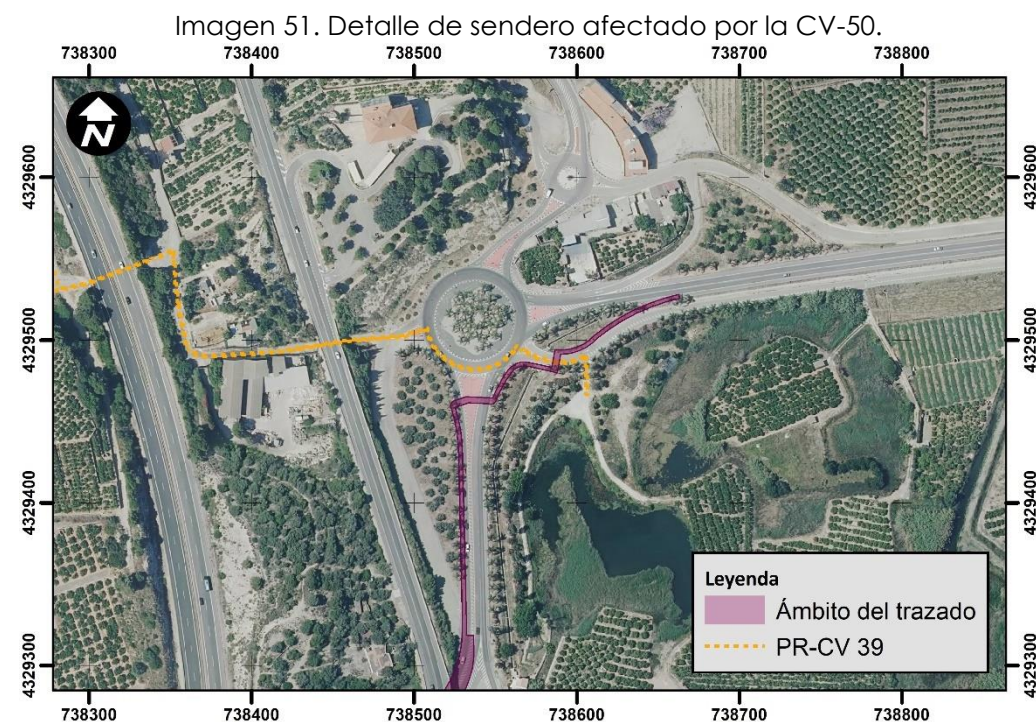 Imagen 51. Detalle de sendero afectado por la CV-50.
738300 738400 738500 738600 738700 738800
N
4329600 4329600
4329500 4329500
4329400 4329400
4329300 4329300
Leyenda
Ámbito del trazado
PR-CV 39
738300 738400 738500 738600 738700 738800